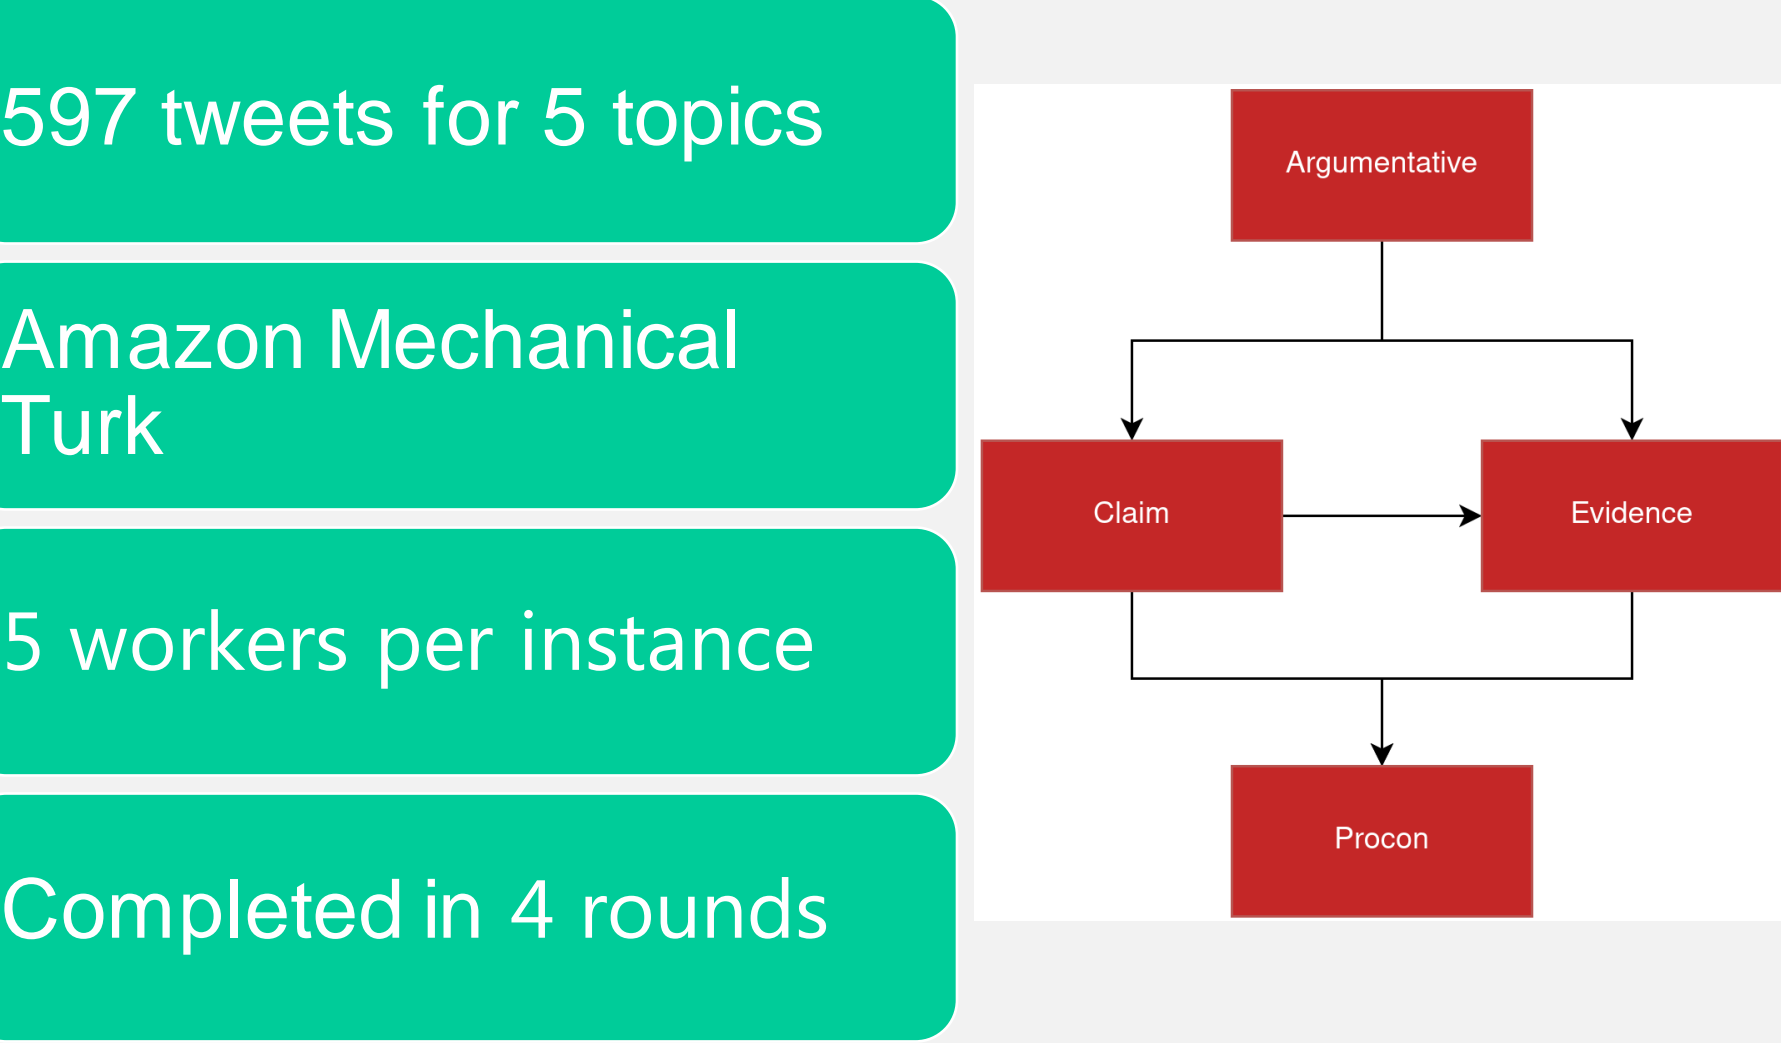 597 tweets for 5 topics
Amazon Mechanical
Turk
5 workers per instance
Completed in 4 rounds
Argumentative
Claim
Evidence
Procon